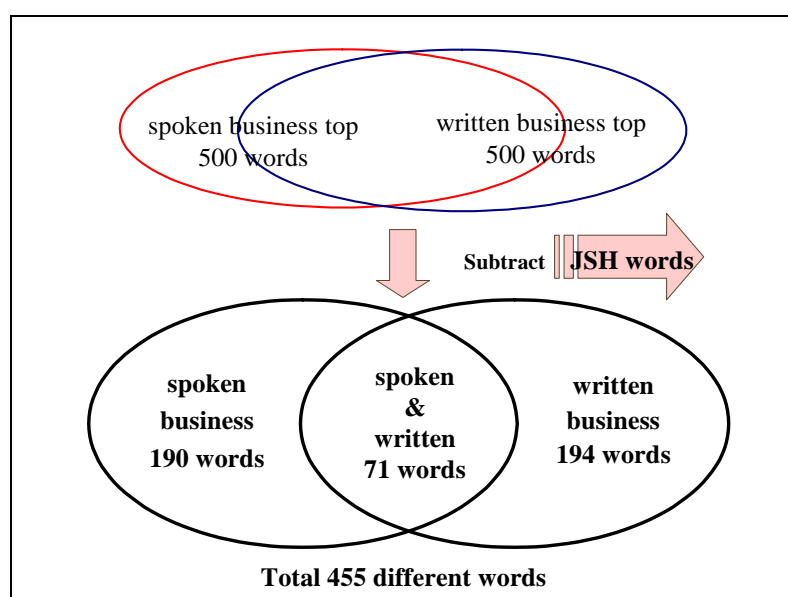 spoken business top
500 words
written business top
500 words
Subtract
JSH words
spoken
business
190 words
spoken
&
written
71 words
written
business
194 words
Total 455 different words